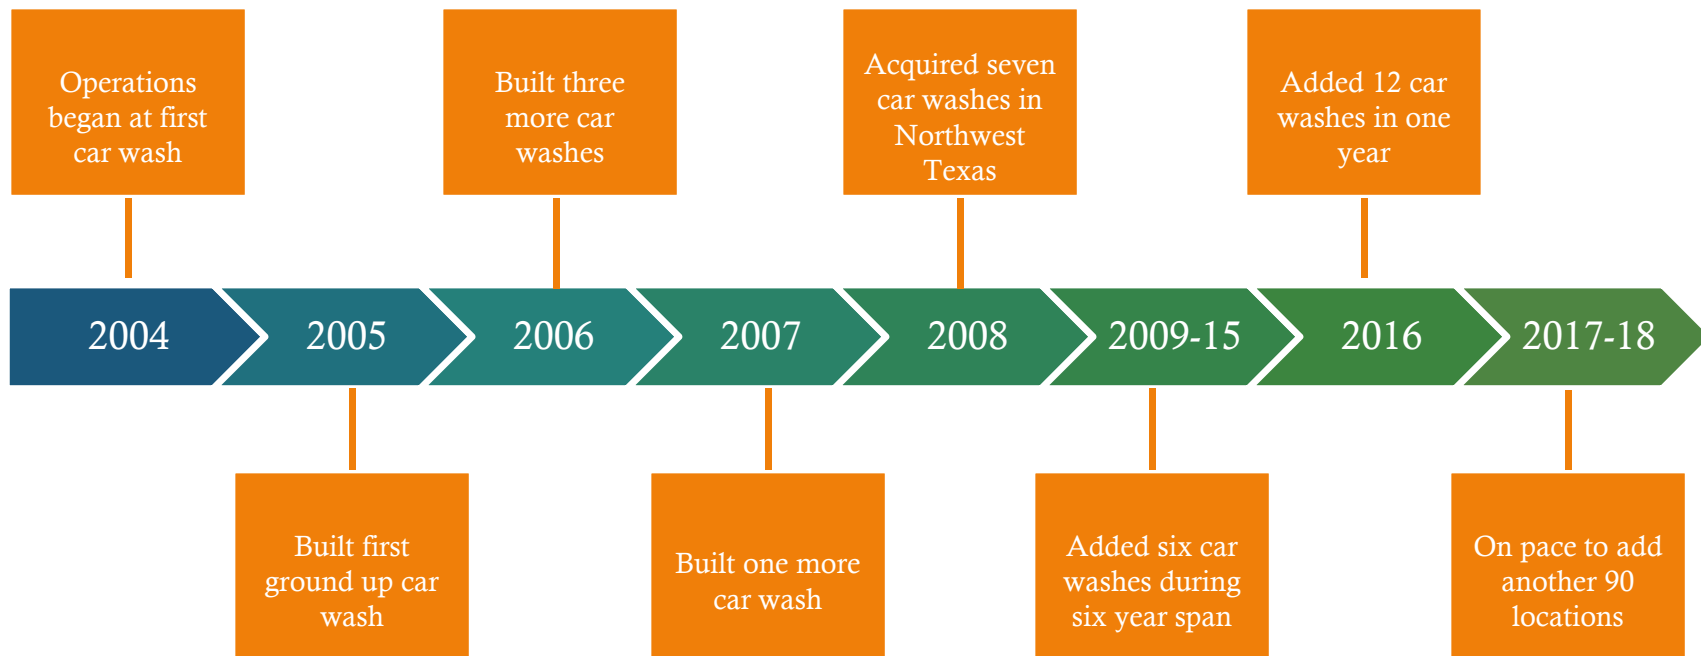 Operations
began at first
car wash
Built three
more car
washes
Acquired seven
car washes in
Northwest
Texas
Added 12 car
washes in one
year
2004
2005
2006
2007
2008
2009-15
2016
2017-18
Built first
ground up car
wash
Built one more
car wash
Added six car
washes during
six year span
On pace to add
another 90
locations